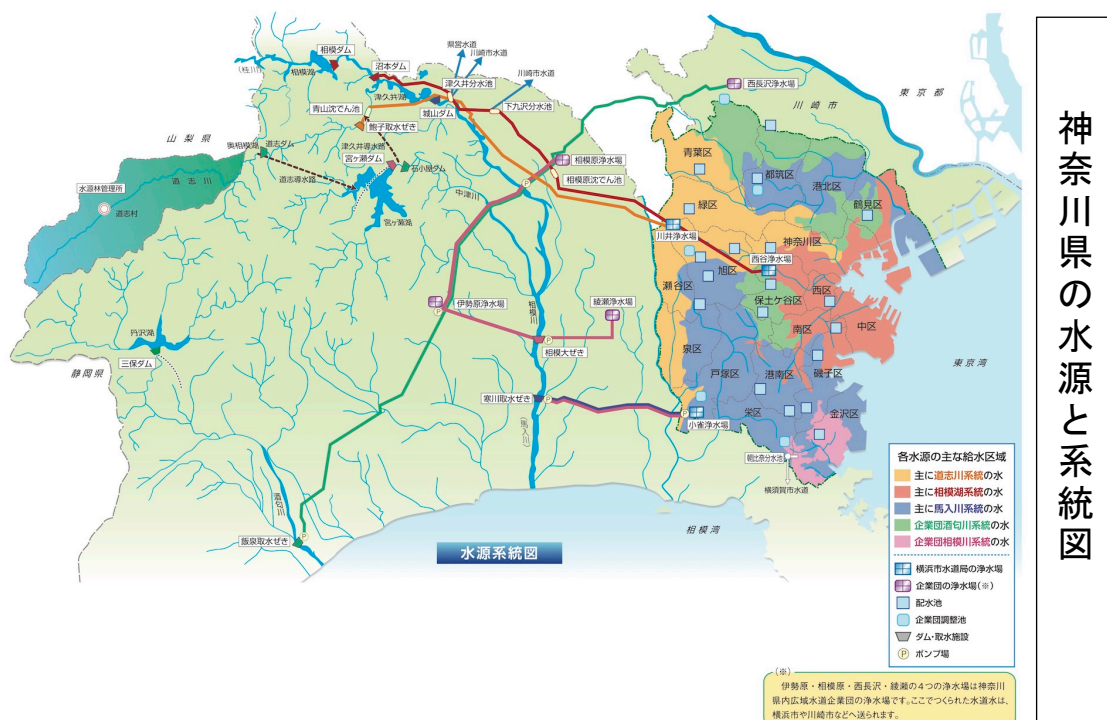 神奈川県の水源と系統図
県営水道
川崎市水道
川崎市水道
相模ダム
沼本ダム
(桂川)
相模湖
津久井湖
津久井分水池
城山ダム
下九沢分水池
青山沈でん池
鮑子取水ぜき
西長沢浄水場
川崎市
東京都
山梨県
奥相模湖
道志ダム
津久井導水路
宮ヶ瀬ダム
石小屋ダム
道志導水路
宮ヶ瀬湖
中津川
相模原浄水場
相模原沈でん池
水源林管理所
道志川
道志村
青葉区
都筑区
港北区
鶴見区
緑区
川井浄水場
神奈川区
西谷浄水場
旭区
瀬谷区
保土ケ谷区
西区
中区
南区
泉区
戸塚区
港南区
磯子区
栄区
金沢区
伊勢原浄水場
P
綾瀬浄水場
相模川
相模大ぜき
P
寒川取水ぜき
P
P
小雀浄水場
(馬入川)
朝比奈分水池
横須賀市水道
丹沢湖
三保ダム
静岡県
酒匂川
飯泉取水ぜき
P
P
東京湾
相模湾
水源系統図
各水源の主な給水区域
主に道志川系統の水
主に相模湖系統の水
主に馬入川系統の水
企業団酒匂川系統の水
企業団相模川系統の水
横浜市水道局の浄水場
企業団の浄水場(※)
配水池
企業団調整池
ダム・取水施設
P ポンプ場
(※)
伊勢原・相模原・西長沢・綾瀬の4つの浄水場は神奈川
県内広域水道企業団の浄水場です。ここでつくられた水道水は、
横浜市や川崎市などへ送られます。